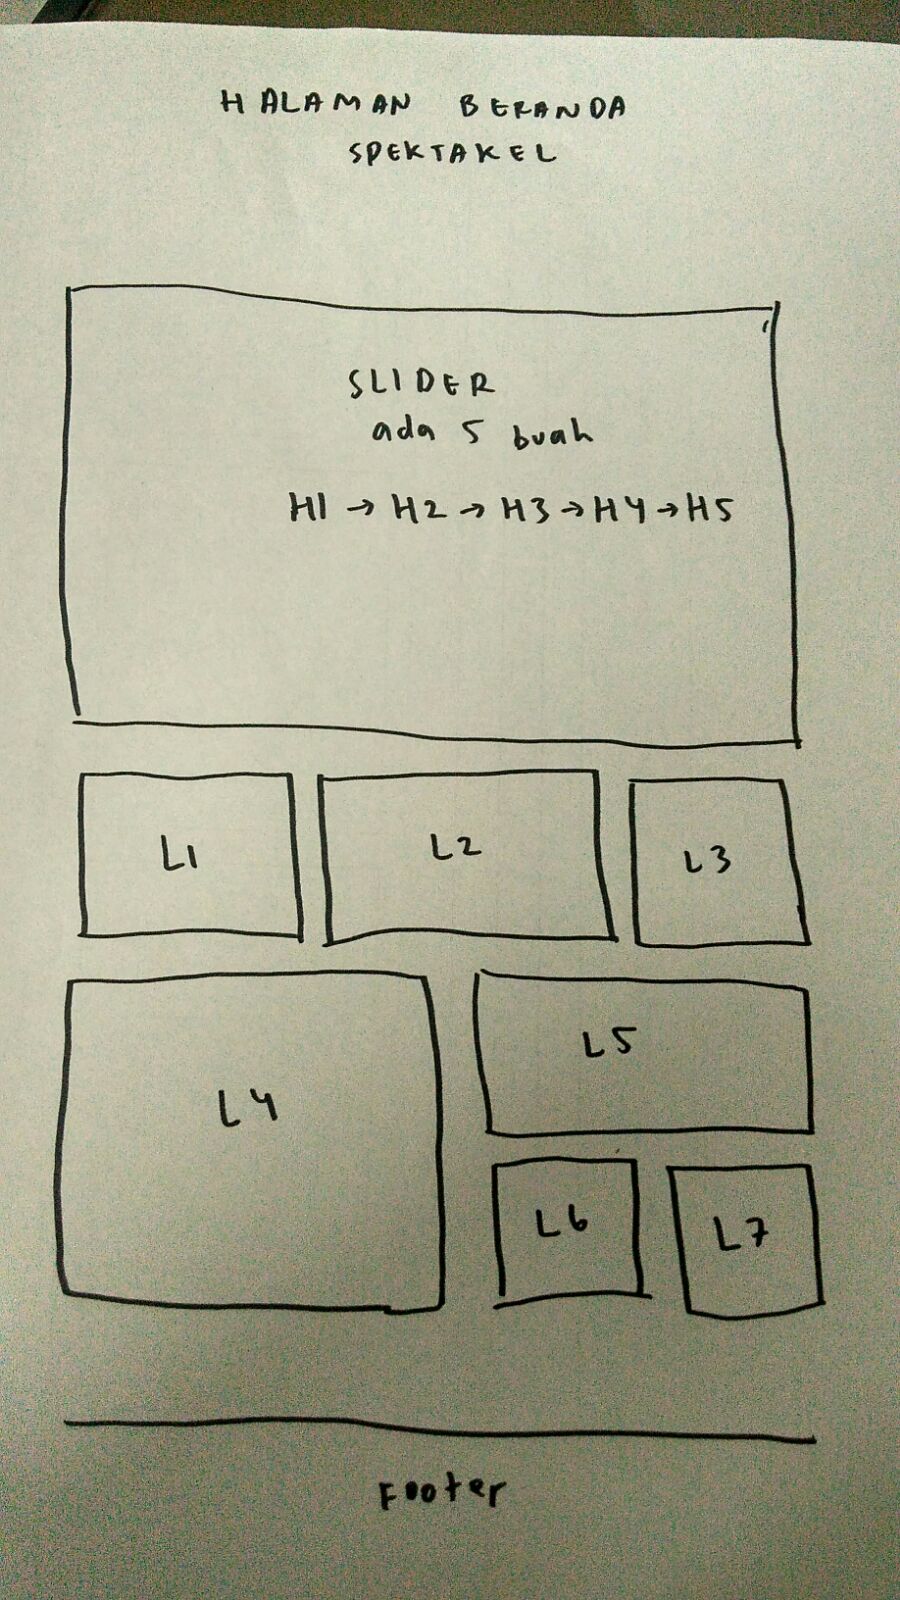 HALAMAN BERANDA
SPEKTAKEL
SLIDER
ada 5 buah
H1 → H2 → H3 → H4 → H5
L1
L2
L3
L4
L5
L6
L7
Footer